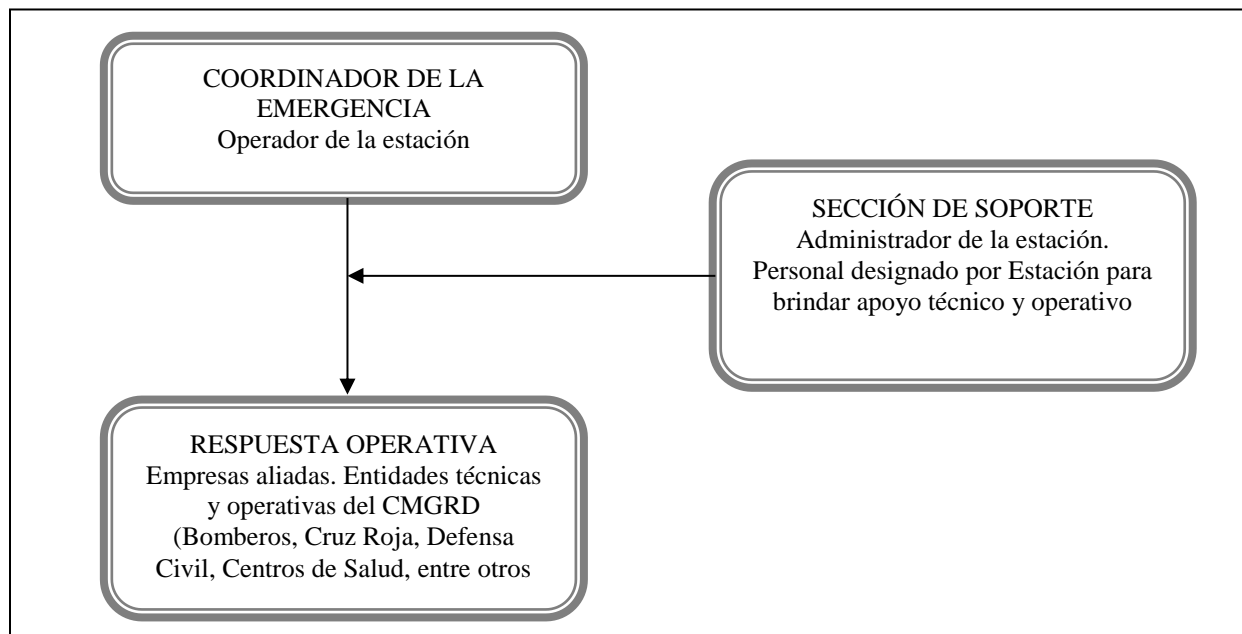 COORDINADOR DE LA
EMERGENCIA
Operador de la estación
SECCIÓN DE SOPORTE
Administrador de la estación.
Personal designado por Estación para
brindar apoyo técnico y operativo
RESPUESTA OPERATIVA
Empresas aliadas. Entidades técnicas
y operativas del CMGRD
(Bomberos, Cruz Roja, Defensa
Civil, Centros de Salud, entre otros